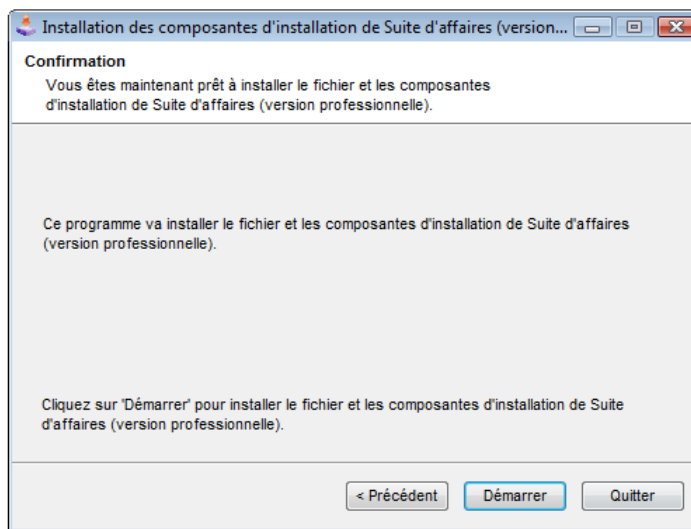 Installation des composantes d'installation de Suite d'affaires (version...
Confirmation
Vous êtes maintenant prêt à installer le fichier et les composantes
d'installation de Suite d'affaires (version professionnelle).
Ce programme va installer le fichier et les composantes d'installation de Suite d'affaires
(version professionnelle).
Cliquez sur 'Démarrer' pour installer le fichier et les composantes d'installation de Suite
d'affaires (version professionnelle).
< Précédent
Démarrer
Quitter